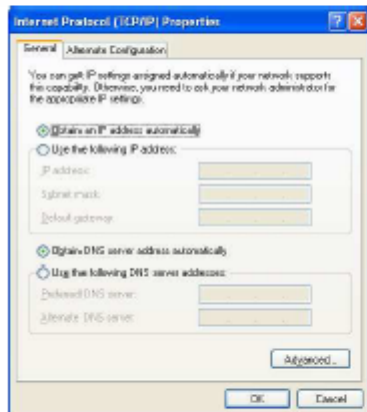 Internet Protocol (TCP/IP) Properties
General Alternate Configuration
You can get IP settings assigned automatically if your network supports
this capability. Otherwise, you need to ask your network administrator for
the appropriate IP settings.
Obtain an IP address automatically
Use the following IP address:
IP address:
Subnet mask:
Default gateway:
Obtain DNS server address automatically
Use the following DNS server addresses:
Preferred DNS server:
Alternate DNS server:
Advanced...
OK Cancel